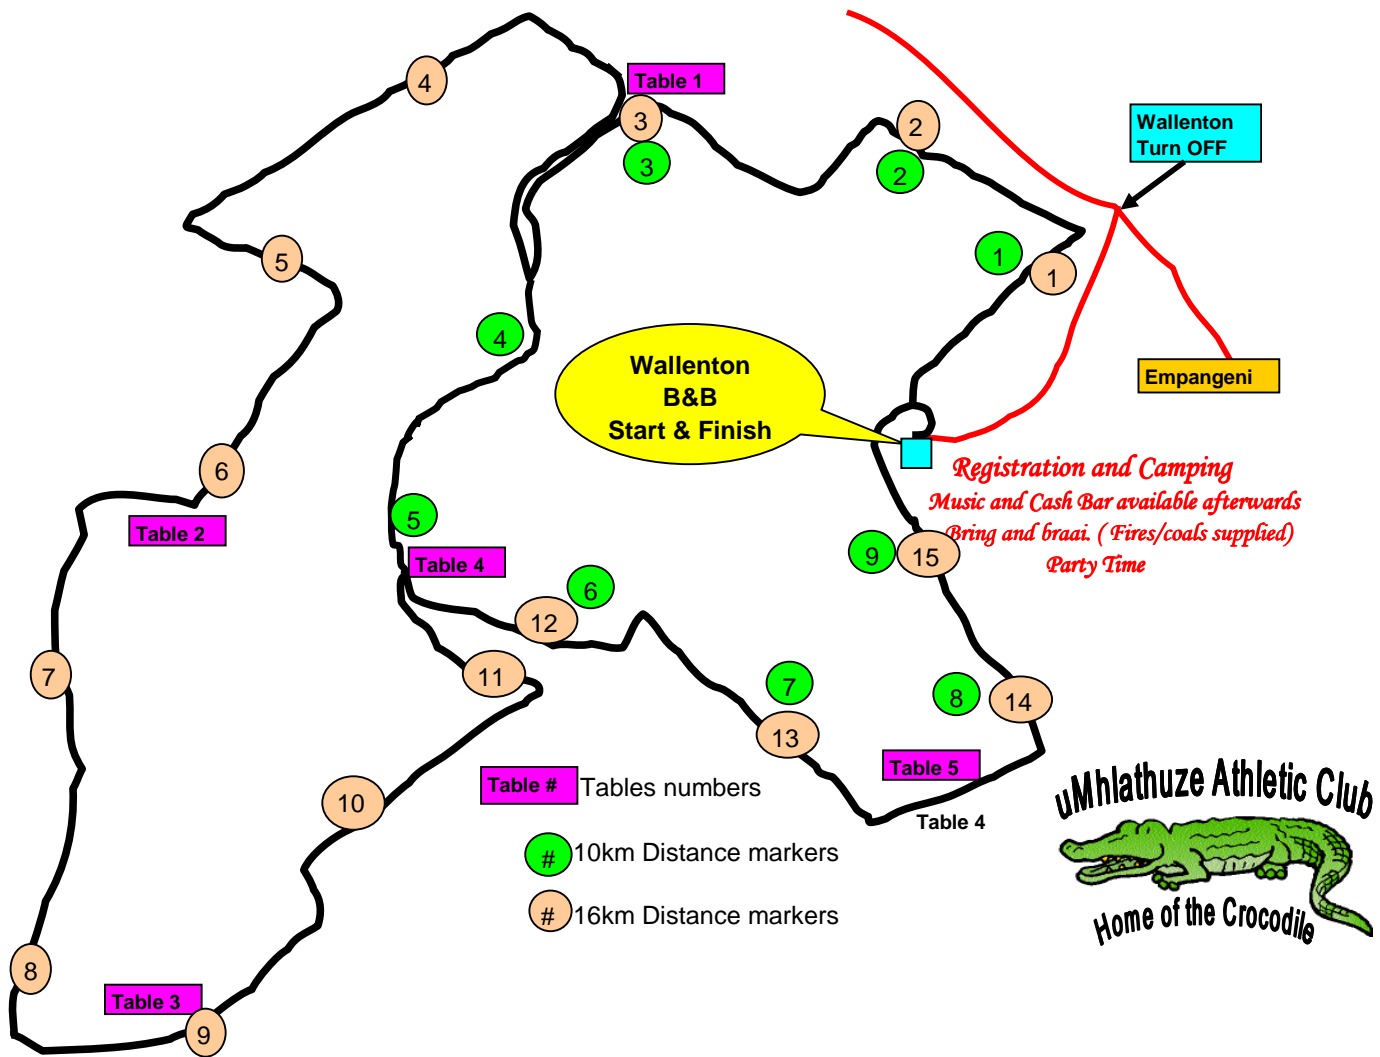 4
Table 1
3
3
2
2
Wallenton
Turn OFF
1
1
5
4
Wallenton
B&B
Start & Finish
Empangeni
6
Registration and Camping
Music and Cash Bar available afterwards
Bring and braai. ( Fires/coals supplied)
Party Time
Table 2
5
Table 4
9
15
6
12
7
11
7
13
8
14
Table 5
Table 4
Table # Tables numbers
10
# 10km Distance markers
# 16km Distance markers
8
Table 3
9
uMhlathuze Athletic Club
Home of the Crocodile